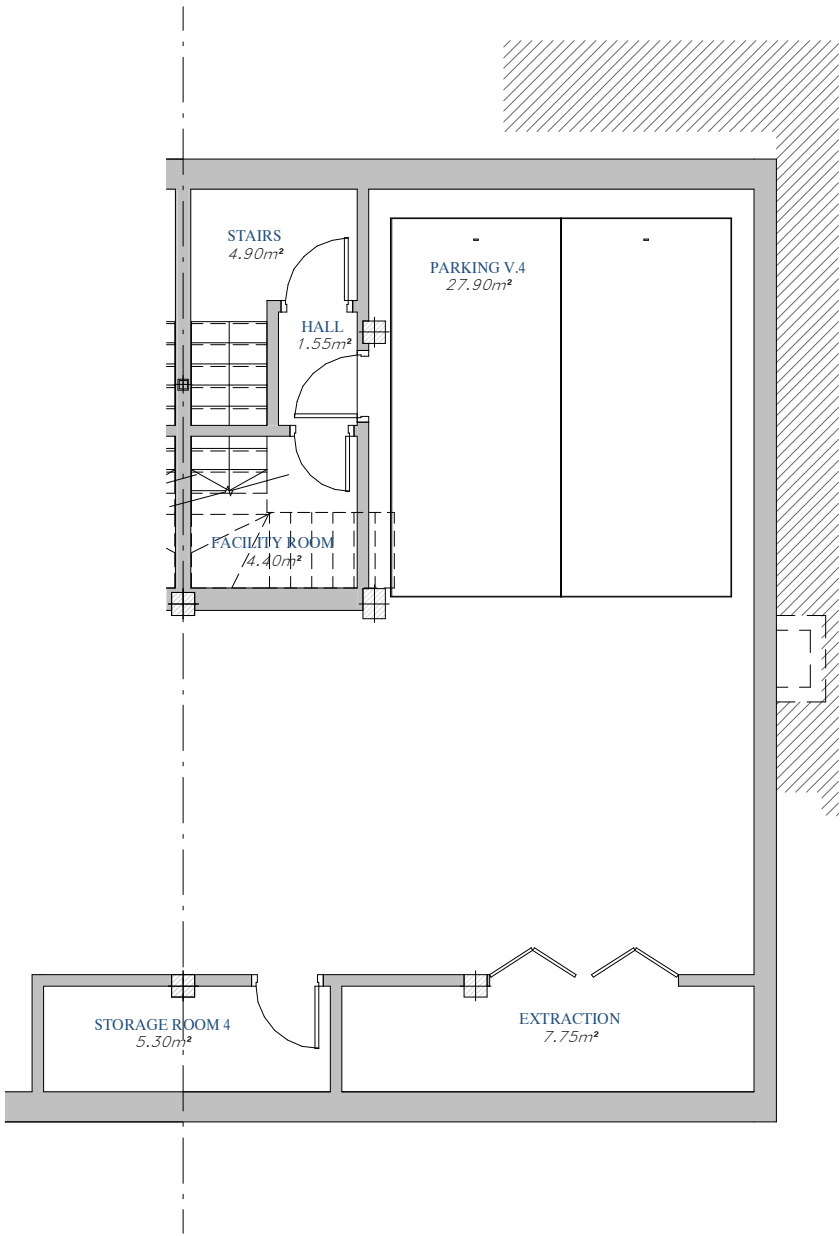 STAIRS
4.90m²
PARKING V.4
27.90m²
HALL
1.55m²
FACILITY ROOM
4.40m²
STORAGE ROOM 4
5.30m²
EXTRACTION
7.75m²